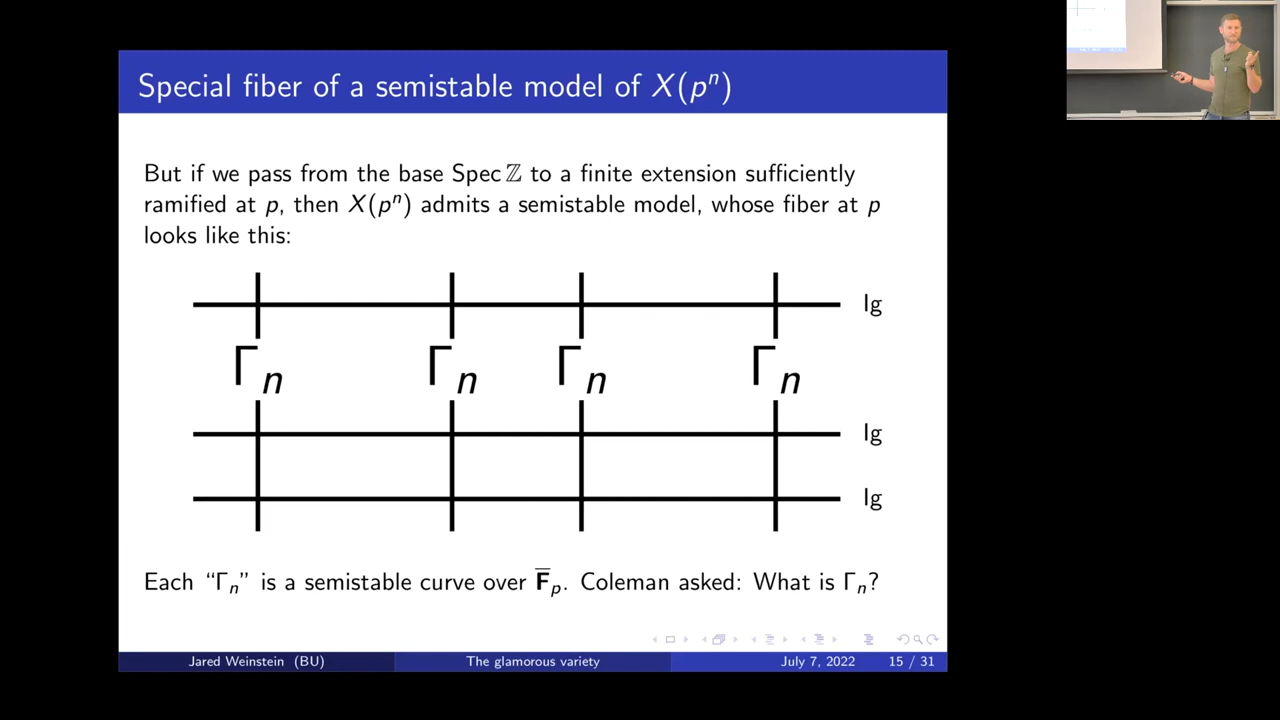 Special fiber of a semistable model of X(pⁿ)
But if we pass from the base Spec ℤ to a finite extension sufficiently
ramified at p, then X(pⁿ) admits a semistable model, whose fiber at p
looks like this:
Ig
Γₙ Γₙ Γₙ Γₙ
Ig
Ig
Each “Γₙ” is a semistable curve over F̅ₚ. Coleman asked: What is Γₙ?
Jared Weinstein (BU) The glamorous variety July 7, 2022 15 / 31